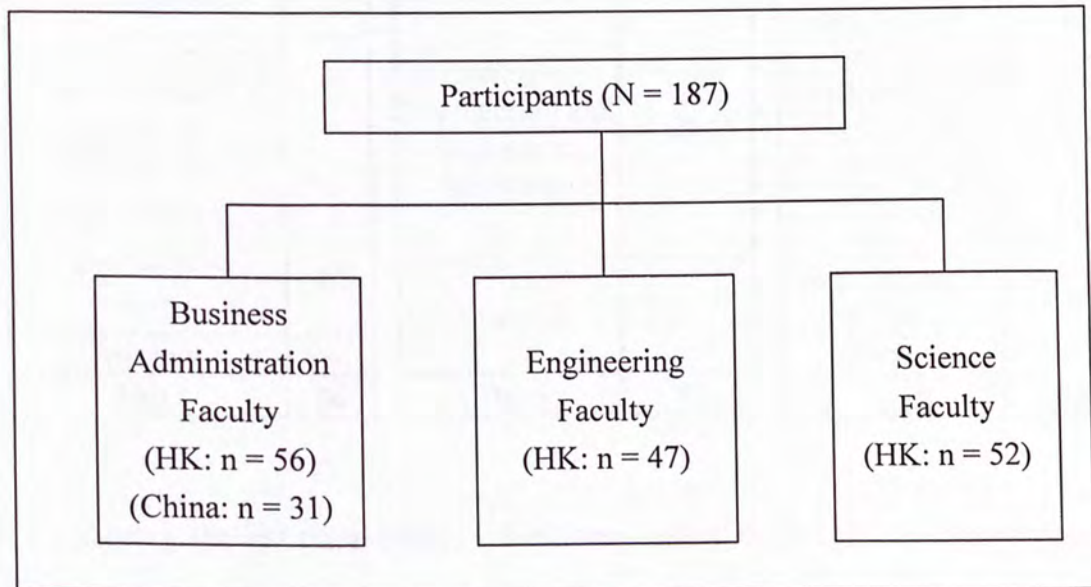 Participants (N = 187)
Business
Administration
Faculty
(HK: n = 56)
(China: n = 31)
Engineering
Faculty
(HK: n = 47)
Science
Faculty
(HK: n = 52)